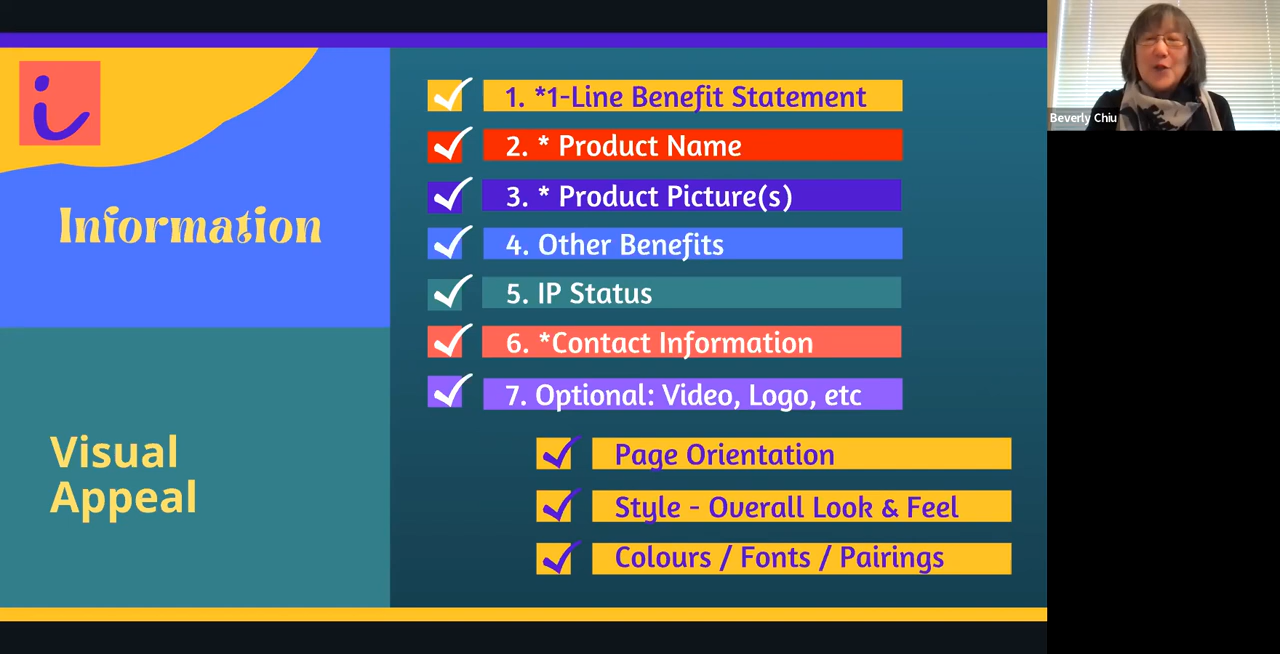 Information
1. *1-Line Benefit Statement
2. * Product Name
3. * Product Picture(s)
4. Other Benefits
5. IP Status
6. *Contact Information
7. Optional: Video, Logo, etc
Visual
Appeal
Page Orientation
Style - Overall Look & Feel
Colours / Fonts / Pairings
Beverly Chiu